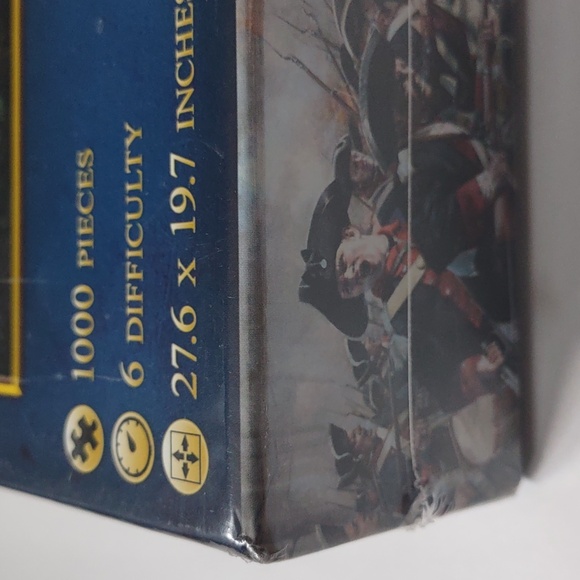 1000 PIECES
6 DIFFICULTY
27.6 X 19.7 INCHES